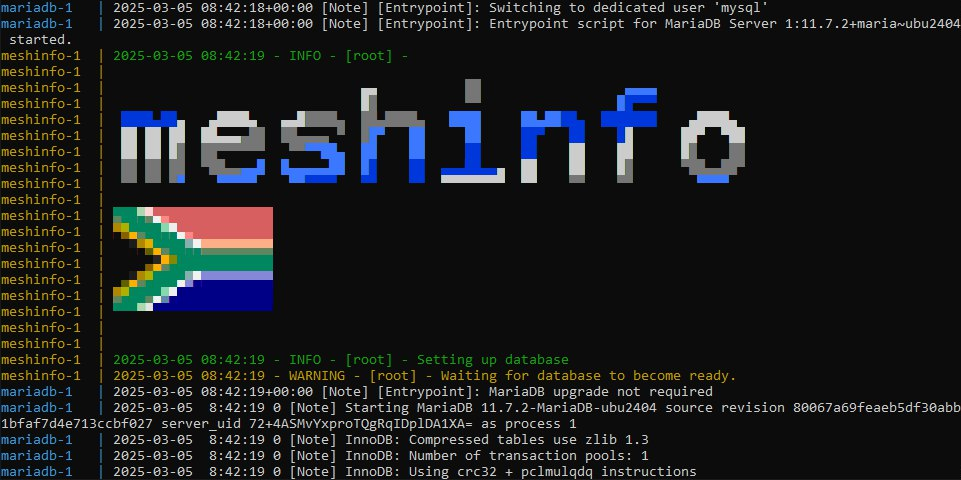 mariadb-1   | 2025-03-05 08:42:18+00:00 [Note] [Entrypoint]: Switching to dedicated user 'mysql'
mariadb-1   | 2025-03-05 08:42:18+00:00 [Note] [Entrypoint]: Entrypoint script for MariaDB Server 1:11.7.2+maria~ubu2404
 started.
meshinfo-1  | 2025-03-05 08:42:19 - INFO - [root] -
meshinfo-1  |
meshinfo-1  |
meshinfo-1  |
meshinfo-1  | meshinfo
meshinfo-1  |
meshinfo-1  |
meshinfo-1  |
meshinfo-1  |
meshinfo-1  |
meshinfo-1  |
meshinfo-1  |
meshinfo-1  |
meshinfo-1  |
meshinfo-1  |
meshinfo-1  |
meshinfo-1  |
meshinfo-1  |
meshinfo-1  |
meshinfo-1  | 2025-03-05 08:42:19 - INFO - [root] - Setting up database
meshinfo-1  | 2025-03-05 08:42:19 - WARNING - [root] - Waiting for database to become ready.
mariadb-1   | 2025-03-05 08:42:19+00:00 [Note] [Entrypoint]: MariaDB upgrade not required
mariadb-1   | 2025-03-05  8:42:19 0 [Note] Starting MariaDB 11.7.2-MariaDB-ubu2404 source revision 80067a69feaeb5df30abb
1bfaf7d4e713ccbf027 server_uid 72+4ASMvYxproTQgRqIDplDA1XA= as process 1
mariadb-1   | 2025-03-05  8:42:19 0 [Note] InnoDB: Compressed tables use zlib 1.3
mariadb-1   | 2025-03-05  8:42:19 0 [Note] InnoDB: Number of transaction pools: 1
mariadb-1   | 2025-03-05  8:42:19 0 [Note] InnoDB: Using crc32 + pclmulqdq instructions